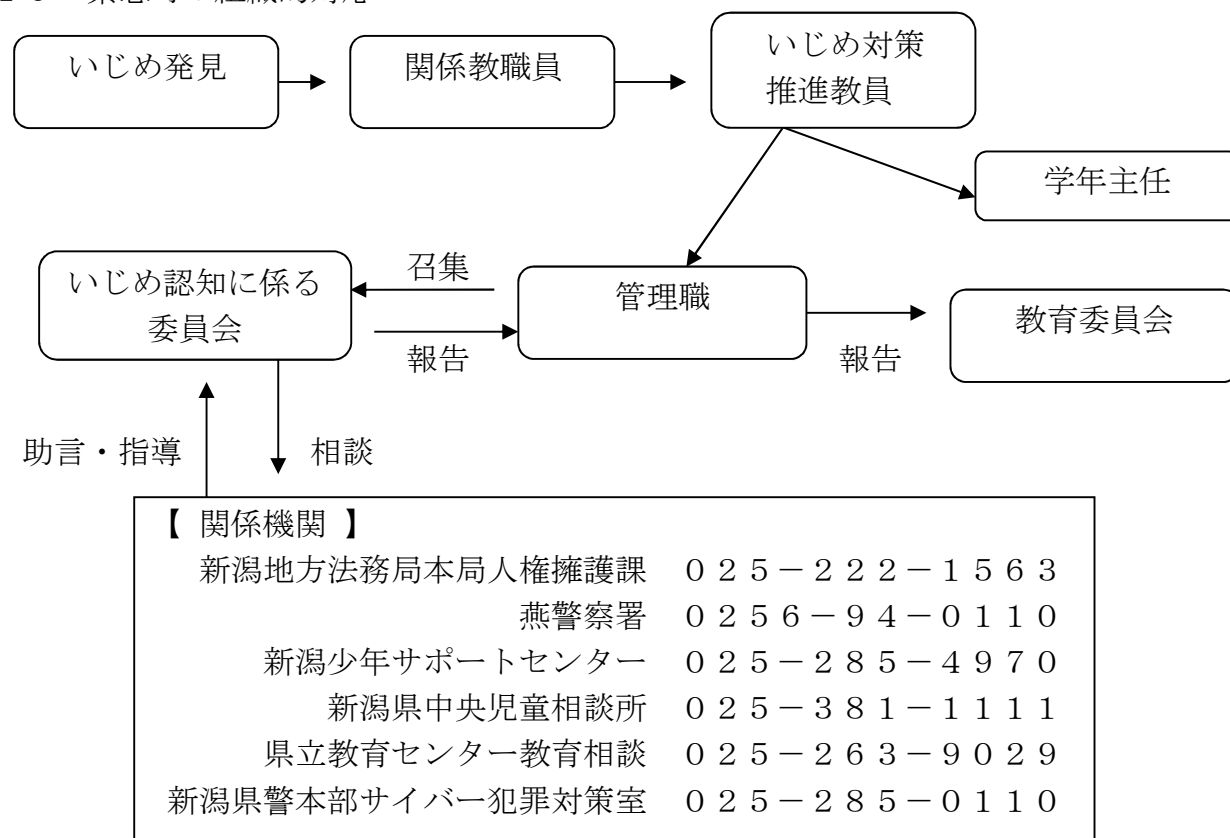 いじめ発見
関係教職員
いじめ対策
推進教員
学年主任
いじめ認知に係る
委員会
召集
報告
管理職
報告
教育委員会
助言・指導
相談
【 関係機関 】
新潟地方法務局本局人権擁護課 ０２５－２２２－１５６３
燕警察署 ０２５６－９４－０１１０
新潟少年サポートセンター ０２５－２８５－４９７０
新潟県中央児童相談所 ０２５－３８１－１１１１
県立教育センター教育相談 ０２５－２６３－９０２９
新潟県警本部サイバー犯罪対策室 ０２５－２８５－０１１０